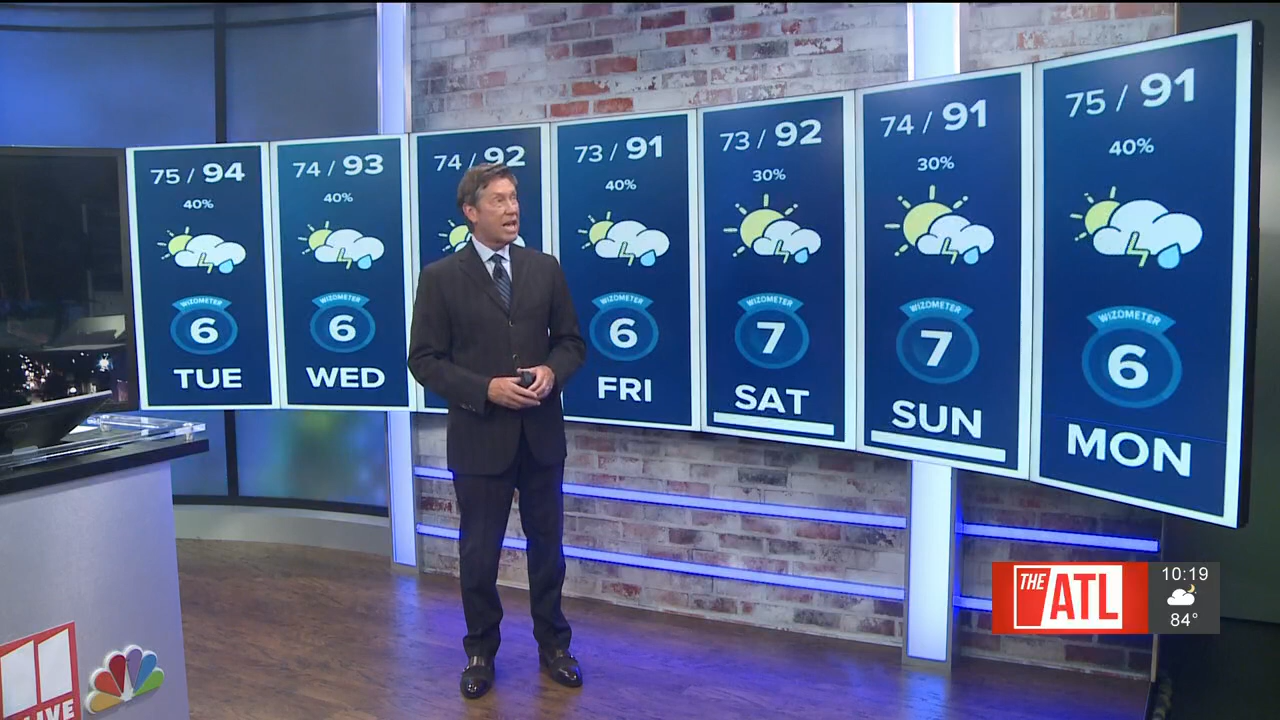 75 / 94
40%
WIZOMETER
6
TUE
74 / 93
40%
WIZOMETER
6
WED
74 / 92
73 / 91
40%
WIZOMETER
6
FRI
73 / 92
30%
WIZOMETER
7
SAT
74 / 91
30%
WIZOMETER
7
SUN
75 / 91
40%
WIZOMETER
6
MON
11
LIVE
THE ATL
10:19
84°